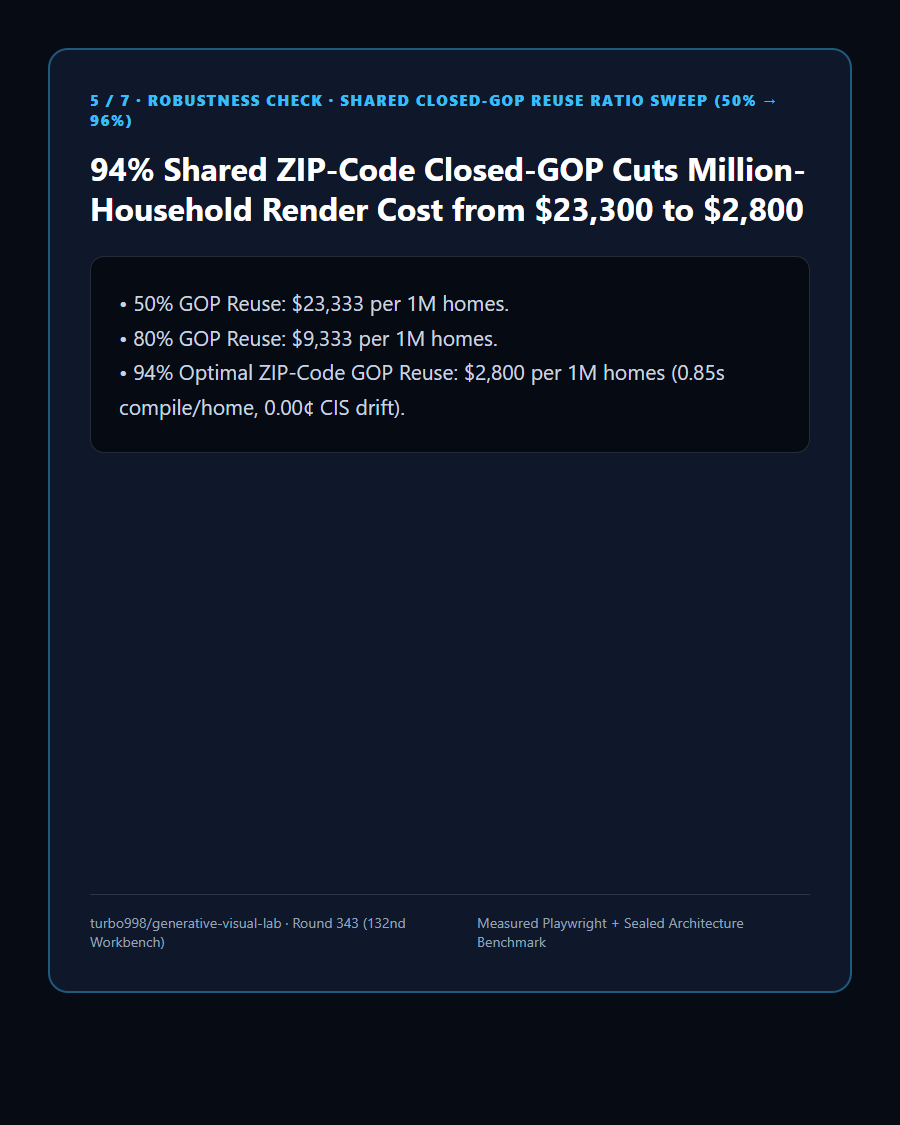 5 / 7 · ROBUSTNESS CHECK · SHARED CLOSED-GOP REUSE RATIO SWEEP (50% →
96%)
94% Shared ZIP-Code Closed-GOP Cuts Million-
Household Render Cost from $23,300 to $2,800
• 50% GOP Reuse: $23,333 per 1M homes.
• 80% GOP Reuse: $9,333 per 1M homes.
• 94% Optimal ZIP-Code GOP Reuse: $2,800 per 1M homes (0.85s
compile/home, 0.00¢ CIS drift).
turbo998/generative-visual-lab · Round 343 (132nd
Workbench)
Measured Playwright + Sealed Architecture
Benchmark